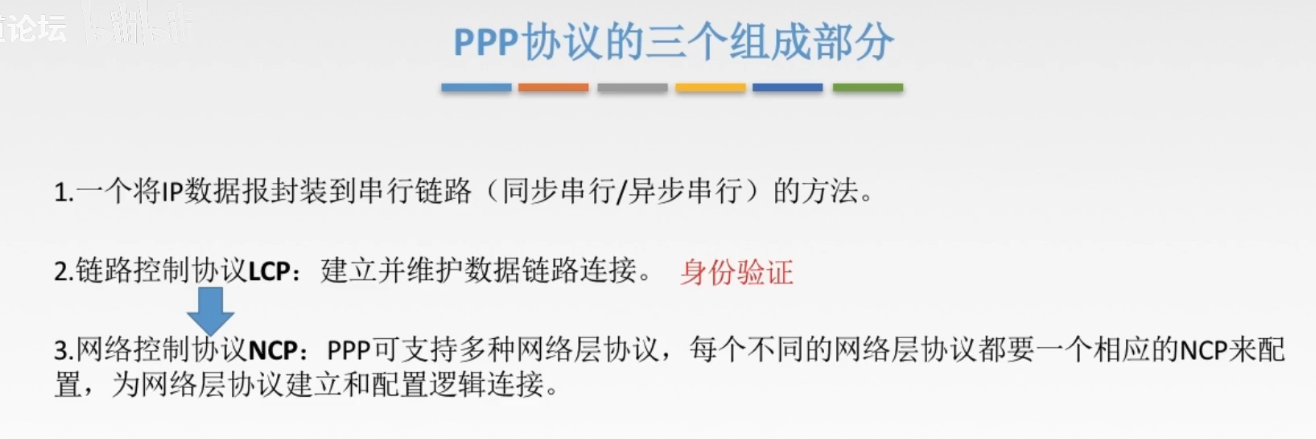 论坛
PPP协议的三个组成部分
1.一个将IP数据报封装到串行链路（同步串行/异步串行）的方法。
2.链路控制协议LCP：建立并维护数据链路连接。 身份验证
3.网络控制协议NCP：PPP可支持多种网络层协议，每个不同的网络层协议都要一个相应的NCP来配
置，为网络层协议建立和配置逻辑连接。